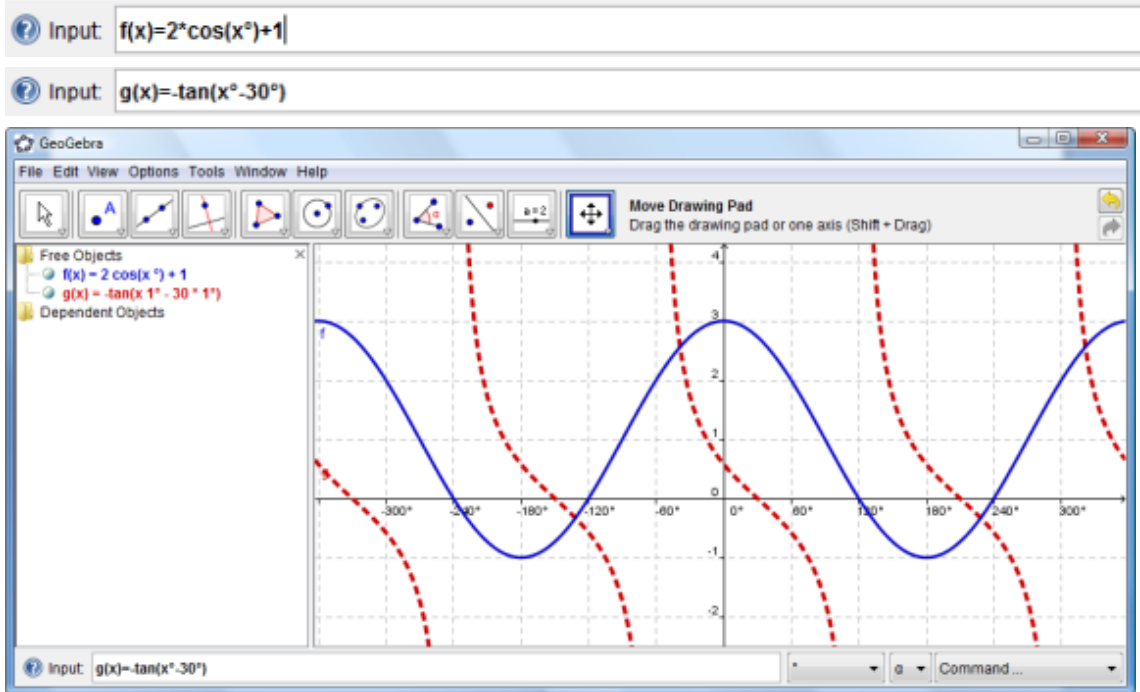 Input: f(x)=2*cos(x°)+1
Input: g(x)=-tan(x°-30°)
GeoGebra
File Edit View Options Tools Window Help
A
α
a=2
Move Drawing Pad
Drag the drawing pad or one axis (Shift + Drag)
Free Objects
f(x) = 2 cos(x °) + 1
g(x) = -tan(x 1° - 30 * 1°)
Dependent Objects
4
3
f
2
1
0
-300° -240° -180° -120° -60° 0° 60° 120° 180° 240° 300°
-1
-2
Input: g(x)=-tan(x°-30°)
° α Command ...